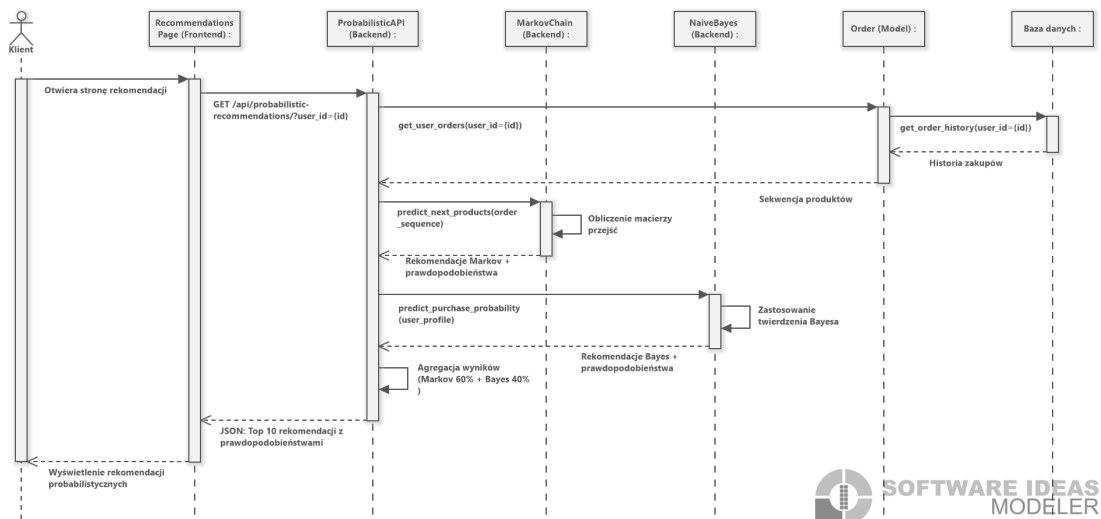 Klient
Recommendations
Page (Frontend) :
ProbabilisticAPI
(Backend) :
MarkovChain
(Backend) :
NaiveBayes
(Backend) :
Order (Model) :
Baza danych :
Otwiera stronę rekomendacji
GET /api/probabilistic-
recommendations/?user_id={id)
get_user_orders(user_id={id})
get_order_history(user_id={id})
Historia zakupów
Sekwencja produktów
predict_next_products(order
_sequence)
Obliczenie macierzy
przejść
Rekomendacje Markov +
prawdopodobieństwa
predict_purchase_probability
(user_profile)
Zastosowanie
twierdzenia Bayesa
Rekomendacje Bayes +
prawdopodobieństwa
Agregacja wyników
(Markov 60% + Bayes 40%
)
JSON: Top 10 rekomendacji z
prawdopodobieństwami
Wyświetlenie rekomendacji
probabilistycznych
SOFTWARE IDEAS
MODELER